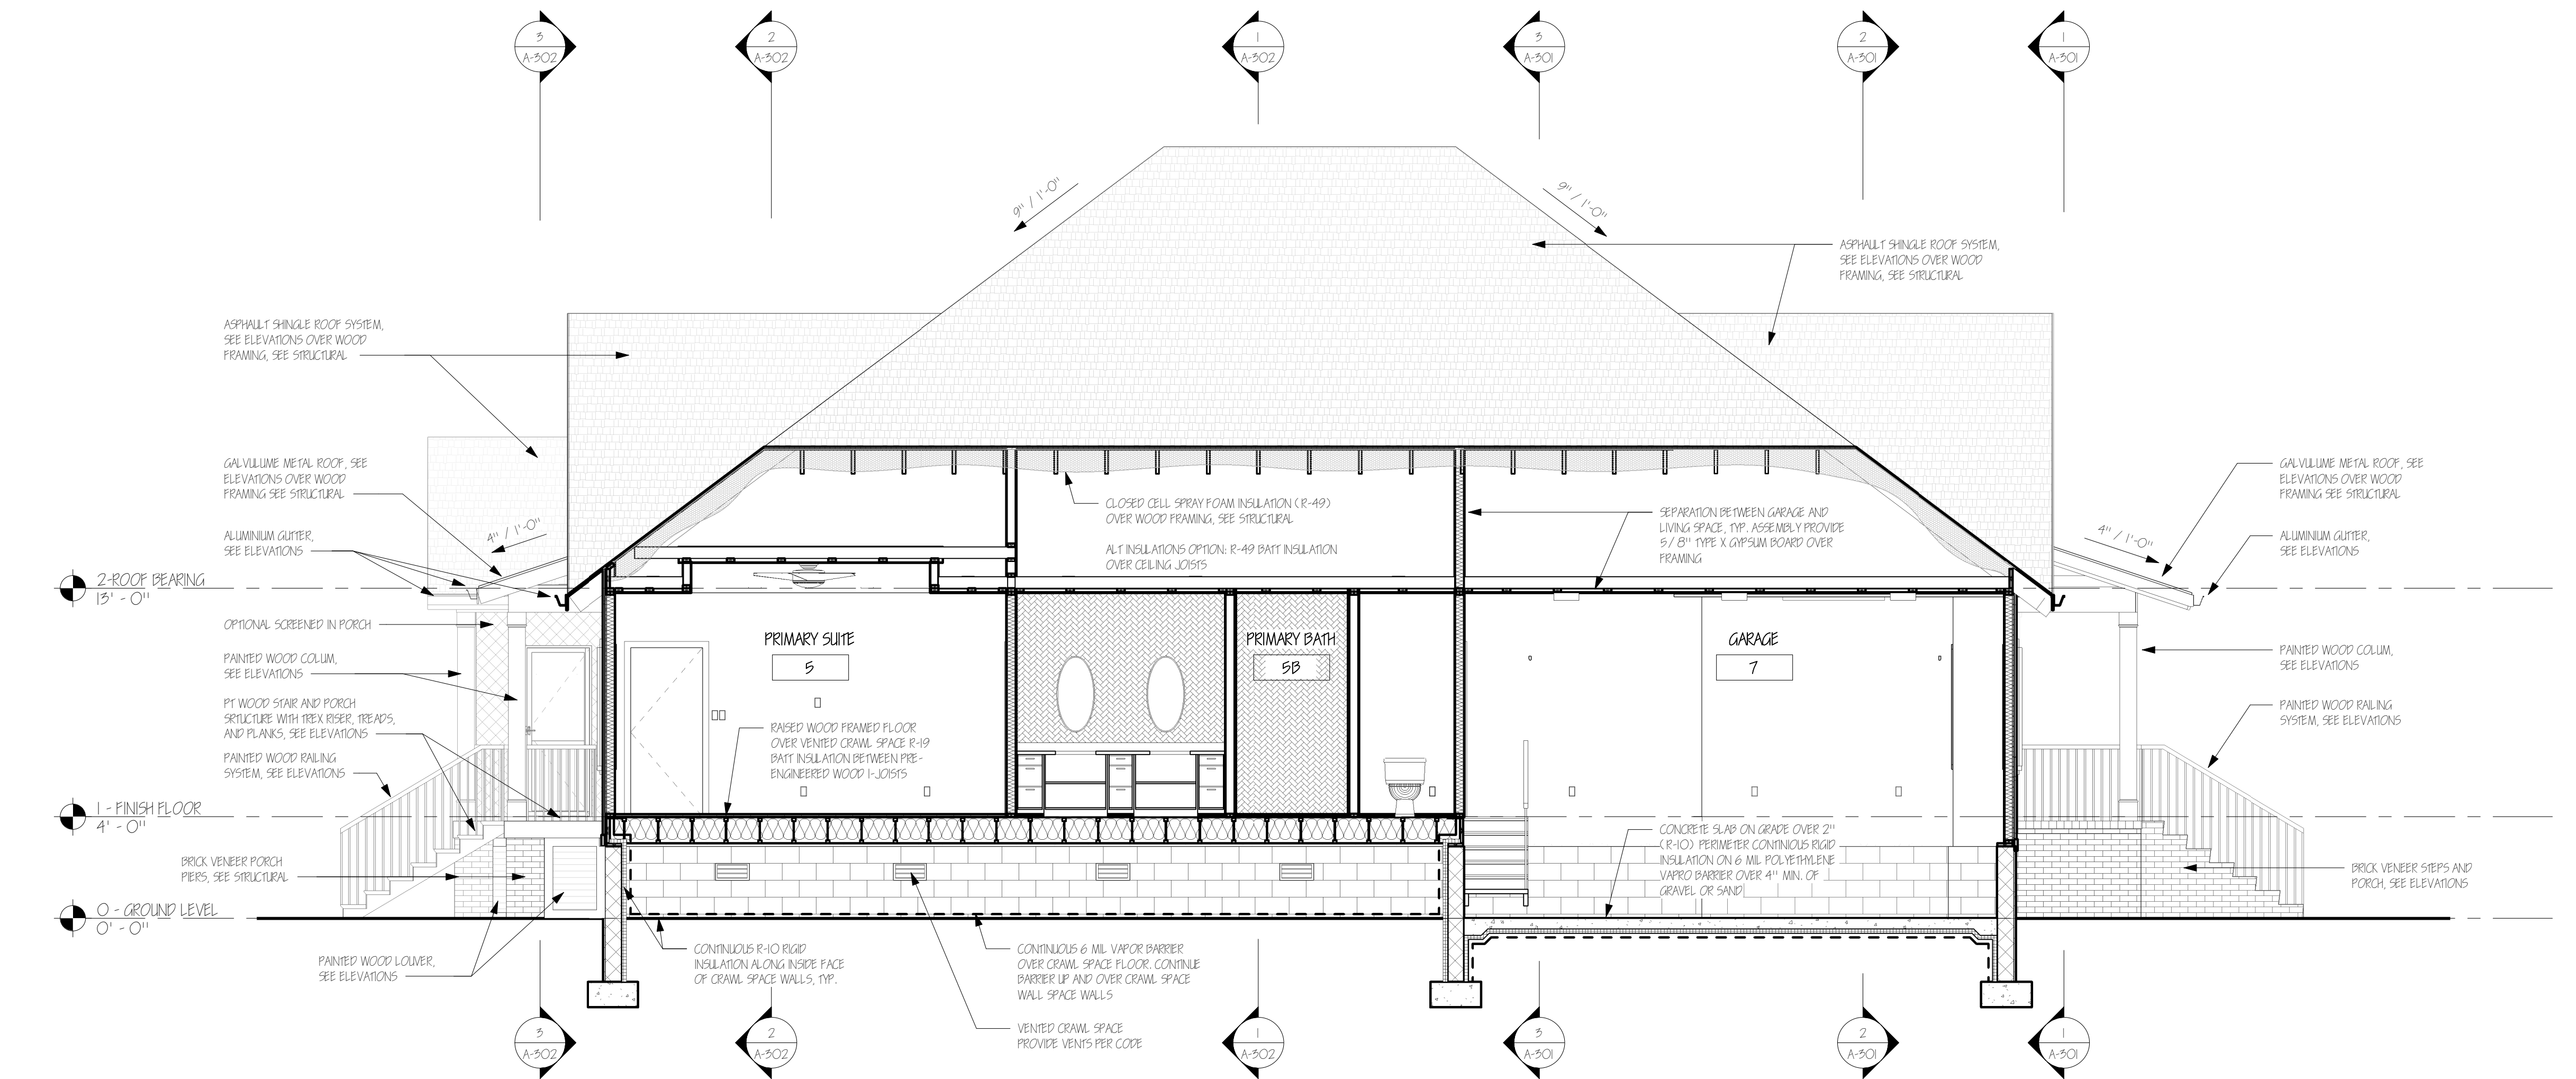 3
A-302
2
A-302
1
A-302
3
A-301
2
A-301
1
A-301
9" / 1'-0"
9" / 1'-0"
ASPHAULT SHINGLE ROOF SYSTEM,
SEE ELEVATIONS OVER WOOD
FRAMING, SEE STRUCTURAL
ASPHAULT SHINGLE ROOF SYSTEM,
SEE ELEVATIONS OVER WOOD
FRAMING, SEE STRUCTURAL
GALVULUME METAL ROOF, SEE
ELEVATIONS OVER WOOD
FRAMING SEE STRUCTURAL
ALUMINIUM GUTTER,
SEE ELEVATIONS
4" / 1'-0"
2-ROOF BEARING
13' - 0"
OPTIONAL SCREENED IN PORCH
PAINTED WOOD COLUM,
SEE ELEVATIONS
PT WOOD STAIR AND PORCH
SRTUCTURE WITH TREX RISER, TREADS,
AND PLANKS, SEE ELEVATIONS
PAINTED WOOD RAILING
SYSTEM, SEE ELEVATIONS
1 - FINISH FLOOR
4' - 0"
BRICK VENEER PORCH
PIERS, SEE STRUCTURAL
0 - GROUND LEVEL
0' - 0"
PAINTED WOOD LOUVER,
SEE ELEVATIONS
CLOSED CELL SPRAY FOAM INSULATION (R-49)
OVER WOOD FRAMING, SEE STRUCTURAL
ALT INSULATIONS OPTION: R-49 BATT INSULATION
OVER CEILING JOISTS
SEPARATION BETWEEN GARAGE AND
LIVING SPACE, TYP. ASSEMBLY PROVIDE
5/8" TYPE X GYPSUM BOARD OVER
FRAMING
PRIMARY SUITE
5
PRIMARY BATH
5B
GARAGE
7
RAISED WOOD FRAMED FLOOR
OVER VENTED CRAWL SPACE R-19
BATT INSULATION BETWEEN PRE-
ENGINEERED WOOD I-JOISTS
CONCRETE SLAB ON GRADE OVER 2"
(R-10) PERIMETER CONTINIOUS RIGID
INSULATION ON 6 MIL POLYETHYLENE
VAPRO BARRIER OVER 4" MIN. OF
GRAVEL OR SAND
CONTINUOUS R-10 RIGID
INSULATION ALONG INSIDE FACE
OF CRAWL SPACE WALLS, TYP.
CONTINUOUS 6 MIL VAPOR BARRIER
OVER CRAWL SPACE FLOOR. CONTINUE
BARRIER UP AND OVER CRAWL SPACE
WALL SPACE WALLS
VENTED CRAWL SPACE
PROVIDE VENTS PER CODE
4" / 1'-0"
GALVULUME METAL ROOF, SEE
ELEVATIONS OVER WOOD
FRAMING SEE STRUCTURAL
ALUMINIUM GUTTER,
SEE ELEVATIONS
PAINTED WOOD COLUM,
SEE ELEVATIONS
PAINTED WOOD RAILING
SYSTEM, SEE ELEVATIONS
BRICK VENEER STEPS AND
PORCH, SEE ELEVATIONS
3
A-302
2
A-302
1
A-302
3
A-301
2
A-301
1
A-301